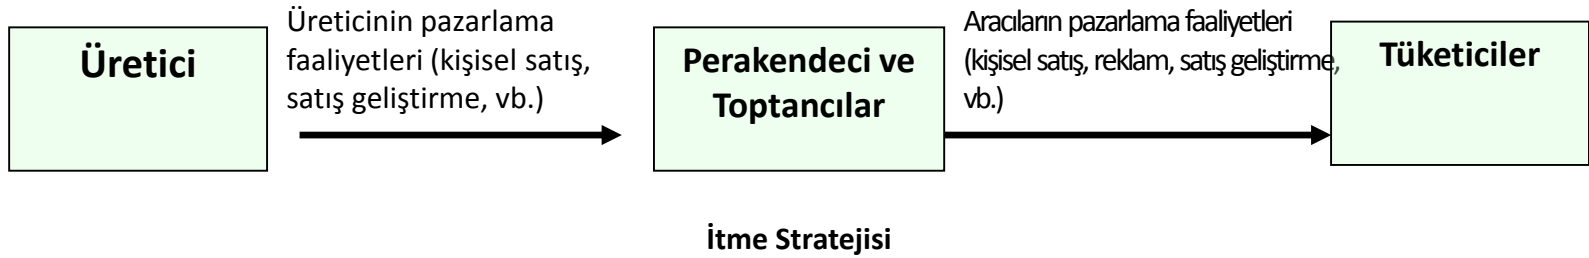 Üretici
Üreticinin pazarlama
faaliyetleri (kişisel satış,
satış geliştirme, vb.)
Perakendeci ve
Toptancılar
Aracıların pazarlama faaliyetleri
(kişisel satış, reklam, satış geliştirme,
vb.)
Tüketiciler
İtme Stratejisi